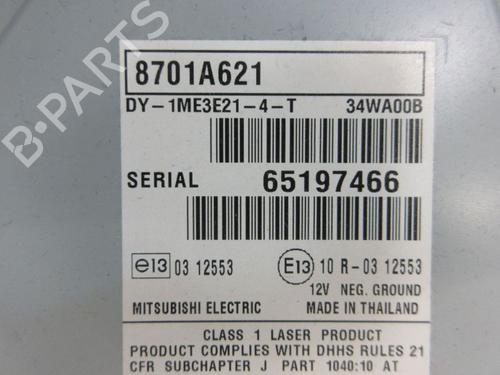 B-PARTS
8701A621
DY-1ME3E21-4-T 34WA00B
SERIAL 65197466
e13 03 12553 E13 10 R-03 12553
12V NEG. GROUND
MITSUBISHI ELECTRIC MADE IN THAILAND
CLASS 1 LASER PRODUCT
PRODUCT COMPLIES WITH DHHS RULES 21
CFR SUBCHAPTER J PART 1040:10 AT